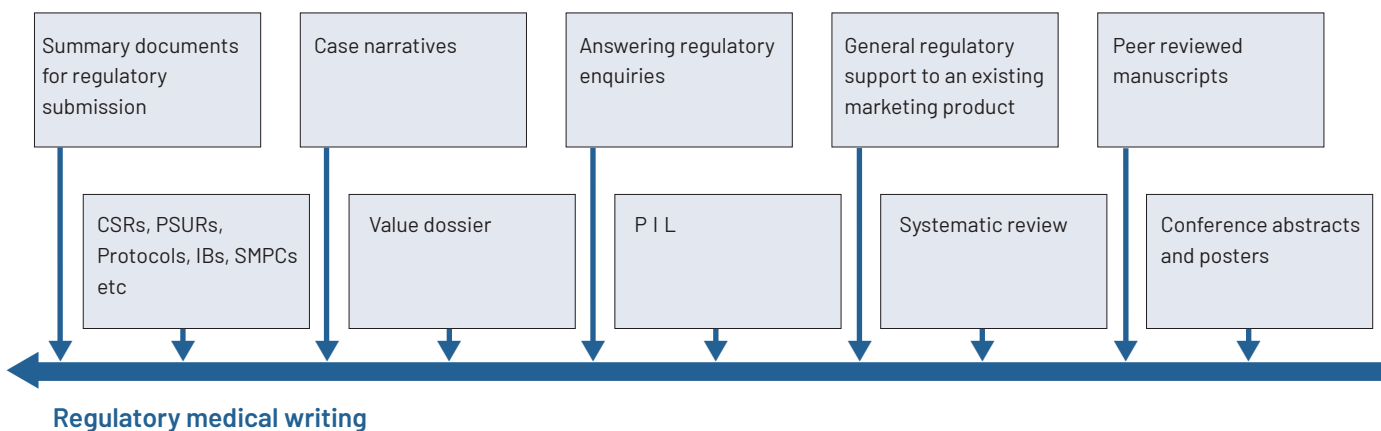 Summary documents
for regulatory
submission
Case narratives
Answering regulatory
enquiries
General regulatory
support to an existing
marketing product
Peer reviewed
manuscripts
CSRs, PSURs,
Protocols, IBs, SMPCs
etc
Value dossier
P I L
Systematic review
Conference abstracts
and posters
Regulatory medical writing